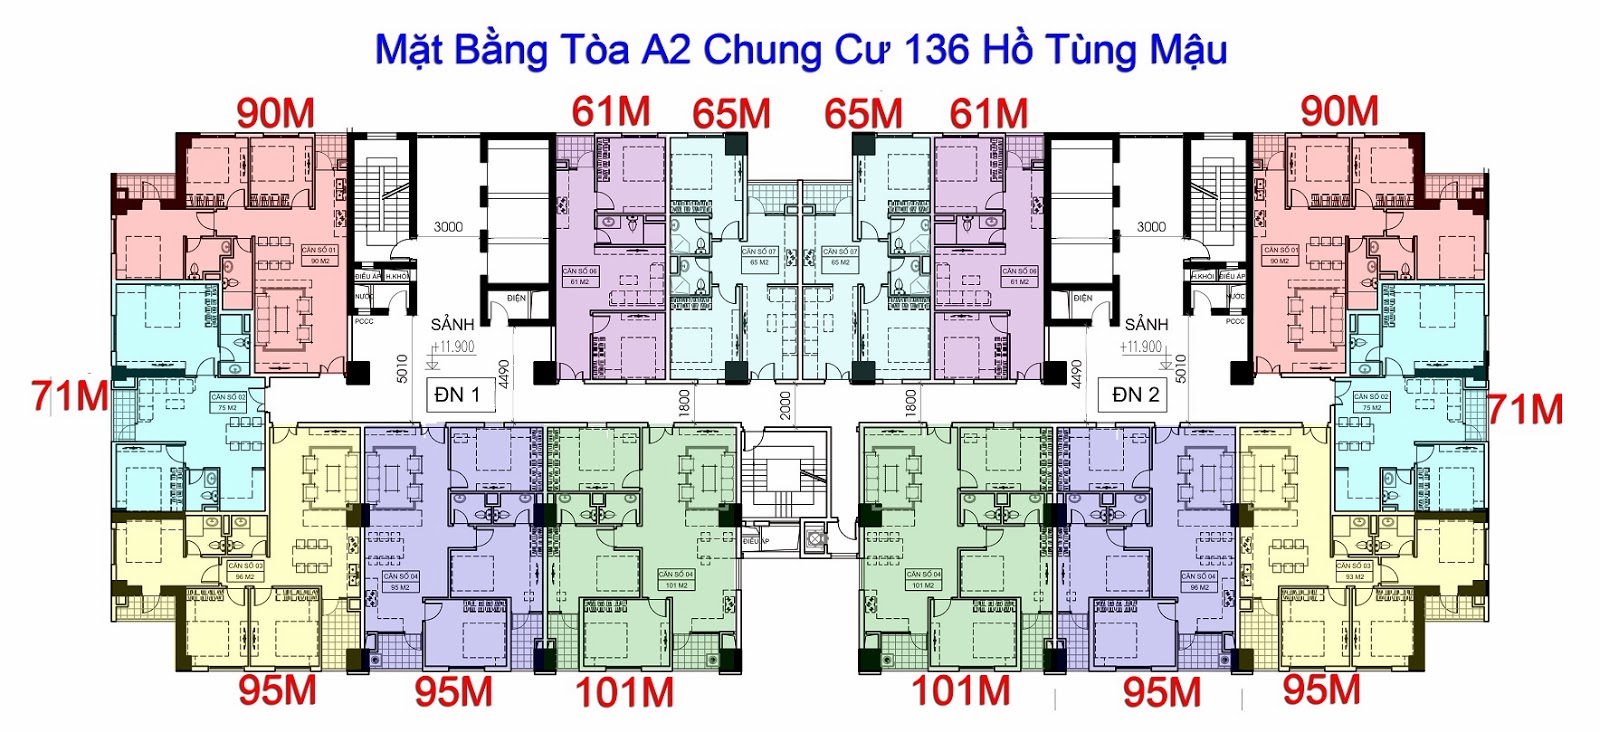 Mặt Bằng Tòa A2 Chung Cư 136 Hồ Tùng Mậu
90M
61M
65M
65M
61M
90M
3000
3000
CĂN SỐ 01
90 M2
CĂN SỐ 06
61 M2
CĂN SỐ 07
65 M2
CĂN SỐ 07
65 M2
CĂN SỐ 06
61 M2
CĂN SỐ 01
90 M2
ĐIỀU ÁP
H.KHÓI
H.KHÓI
ĐIỀU ÁP
NƯỚC
ĐIỆN
ĐIỆN
NƯỚC
PCCC
PCCC
SẢNH
+11.900
SẢNH
+11.900
5010
4490
4490
5010
71M
ĐN 1
1800
2000
1800
ĐN 2
71M
CĂN SỐ 02
75 M2
CĂN SỐ 02
75 M2
ĐIỀU ÁP
CĂN SỐ 03
96 M2
CĂN SỐ 04
95 M2
CĂN SỐ 04
101 M2
CĂN SỐ 04
101 M2
CĂN SỐ 04
96 M2
CĂN SỐ 03
93 M2
95M
95M
101M
101M
95M
95M